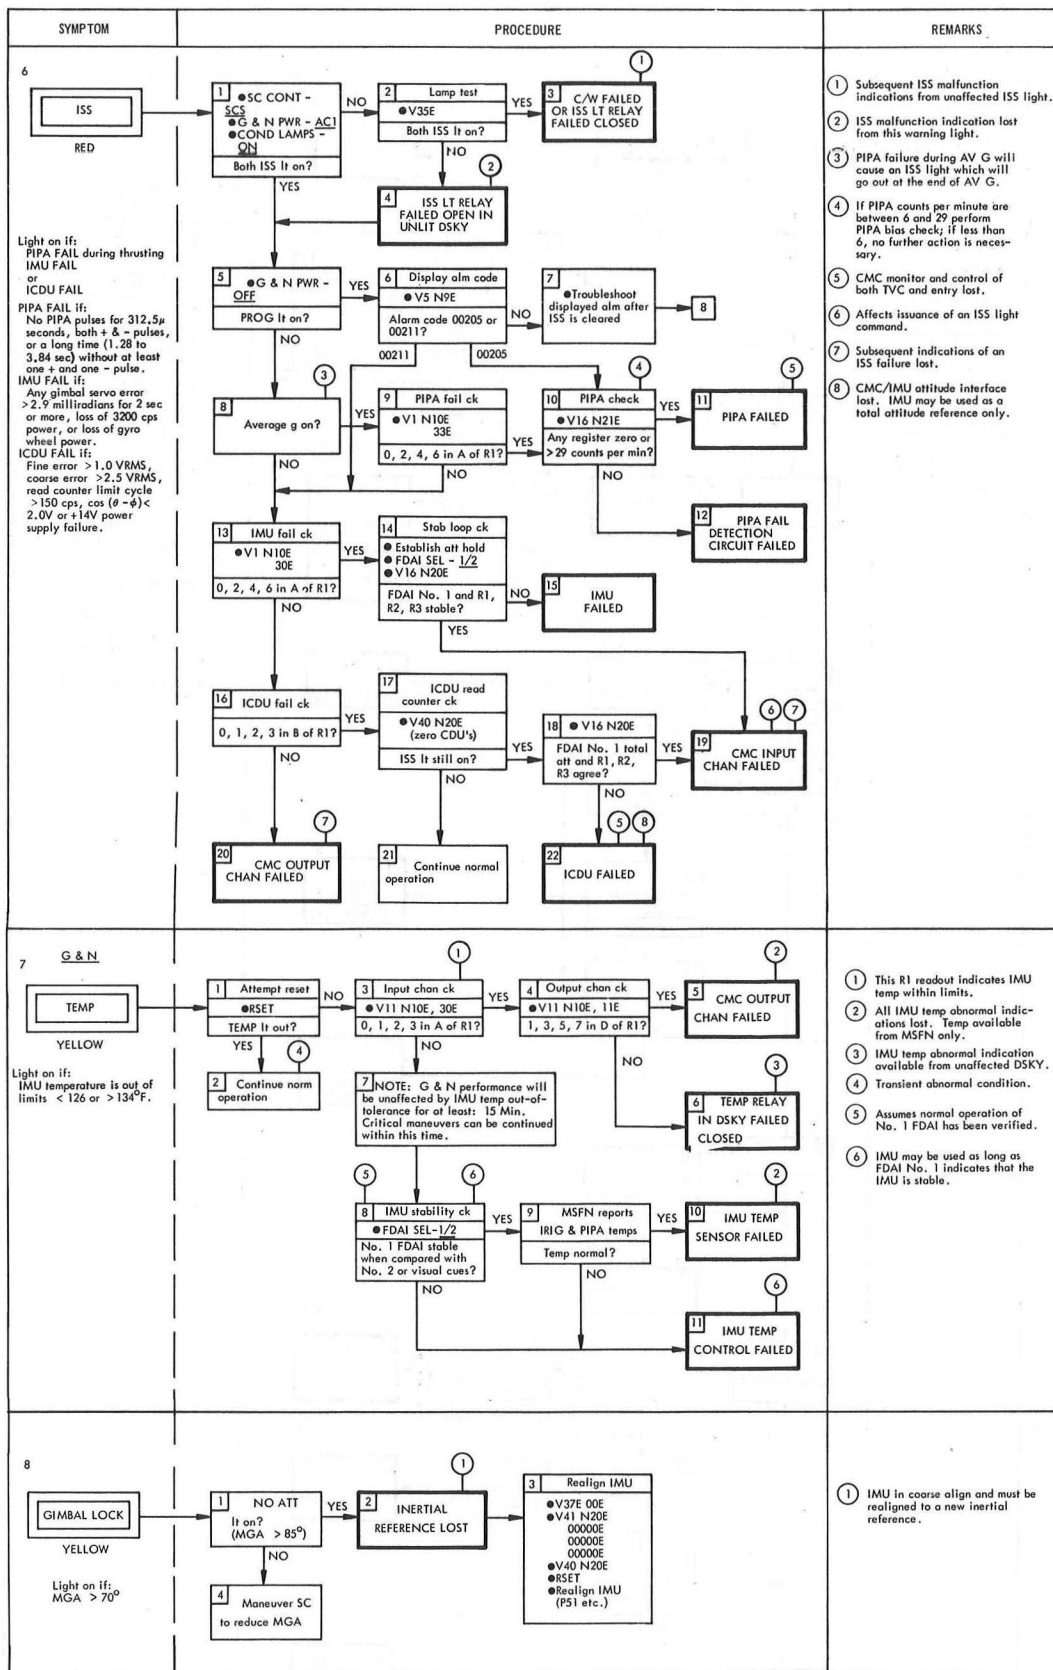 SYMPTOM
PROCEDURE
REMARKS
6
ISS
RED
Light on if:
PIPA FAIL during thrusting
IMU FAIL
or
ICDU FAIL
PIPA FAIL if:
No PIPA pulses for 312.5µ
seconds, both + & - pulses,
or a long time (1.28 to
3.84 sec) without at least
one + and one - pulse.
IMU FAIL if:
Any gimbal servo error
>2.9 milliradians for 2 sec
or more, loss of 3200 cps
power, or loss of gyro
wheel power.
ICDU FAIL if:
Fine error >1.0 VRMS,
coarse error >2.5 VRMS,
read counter limit cycle
>150 cps, cos (θ - ϕ)<
2.0V or +14V power
supply failure.
1
●SC CONT -
SCS
●G & N PWR - AC1
●COND LAMPS -
ON
Both ISS lt on?
NO
YES
2
Lamp test
●V35E
Both ISS lt on?
YES
NO
1
3
C/W FAILED
OR ISS LT RELAY
FAILED CLOSED
2
4
ISS LT RELAY
FAILED OPEN IN
UNLIT DSKY
5
●G & N PWR -
OFF
PROG lt on?
YES
NO
6
Display alm code
●V5 N9E
Alarm code 00205 or
00211?
NO
00211
00205
7
●Troubleshoot
displayed alm after
ISS is cleared
8
3
8
Average g on?
YES
NO
9
PIPA fail ck
●V1 N10E
33E
0, 2, 4, 6 in A of R1?
YES
NO
4
10
PIPA check
●V16 N21E
Any register zero or
>29 counts per min?
YES
NO
5
11
PIPA FAILED
12
PIPA FAIL
DETECTION
CIRCUIT FAILED
13
IMU fail ck
●V1 N10E
30E
0, 2, 4, 6 in A of R1?
YES
NO
14
Stab loop ck
●Establish att hold
●FDAI SEL - 1/2
●V16 N20E
FDAI No. 1 and R1,
R2, R3 stable?
NO
YES
15
IMU
FAILED
16
ICDU fail ck
0, 1, 2, 3 in B of R1?
YES
NO
17
ICDU read
counter ck
●V40 N20E
(zero CDU's)
ISS lt still on?
YES
NO
18
●V16 N20E
FDAI No. 1 total
att and R1, R2,
R3 agree?
YES
NO
6
7
19
CMC INPUT
CHAN FAILED
7
20
CMC OUTPUT
CHAN FAILED
21
Continue normal
operation
5
8
22
ICDU FAILED
1 Subsequent ISS malfunction
indications from unaffected ISS light.
2 ISS malfunction indication lost
from this warning light.
3 PIPA failure during AV G will
cause an ISS light which will
go out at the end of AV G.
4 If PIPA counts per minute are
between 6 and 29 perform
PIPA bias check; if less than
6, no further action is neces-
sary.
5 CMC monitor and control of
both TVC and entry lost.
6 Affects issuance of an ISS light
command.
7 Subsequent indications of an
ISS failure lost.
8 CMC/IMU attitude interface
lost. IMU may be used as a
total attitude reference only.
7
G & N
TEMP
YELLOW
Light on if:
IMU temperature is out of
limits < 126 or >134°F.
1
Attempt reset
●RSET
TEMP lt out?
NO
YES
4
2
Continue norm
operation
1
3
Input chan ck
●V11 N10E, 30E
0, 1, 2, 3 in A of R1?
YES
NO
4
Output chan ck
●V11 N10E, 11E
1, 3, 5, 7 in D of R1?
YES
NO
2
5
CMC OUTPUT
CHAN FAILED
3
6
TEMP RELAY
IN DSKY FAILED
CLOSED
7
NOTE: G & N performance will
be unaffected by IMU temp out-of-
tolerance for at least: 15 Min.
Critical maneuvers can be continued
within this time.
5
6
8
IMU stability ck
●FDAI SEL-1/2
No. 1 FDAI stable
when compared with
No. 2 or visual cues?
YES
NO
9
MSFN reports
IRIG & PIPA temps
Temp normal?
YES
NO
2
10
IMU TEMP
SENSOR FAILED
6
11
IMU TEMP
CONTROL FAILED
1 This R1 readout indicates IMU
temp within limits.
2 All IMU temp abnormal indic-
ations lost. Temp available
from MSFN only.
3 IMU temp abnormal indication
available from unaffected DSKY.
4 Transient abnormal condition.
5 Assumes normal operation of
No. 1 FDAI has been verified.
6 IMU may be used as long as
FDAI No. 1 indicates that the
IMU is stable.
8
GIMBAL LOCK
YELLOW
Light on if:
MGA > 70°
1
NO ATT
lt on?
(MGA > 85°)
YES
NO
1
2
INERTIAL
REFERENCE LOST
3
Realign IMU
●V37E 00E
●V41 N20E
00000E
00000E
00000E
●V40 N20E
●RSET
●Realign IMU
(P51 etc.)
4
Maneuver SC
to reduce MGA
1 IMU in coarse align and must be
realigned to a new inertial
reference.